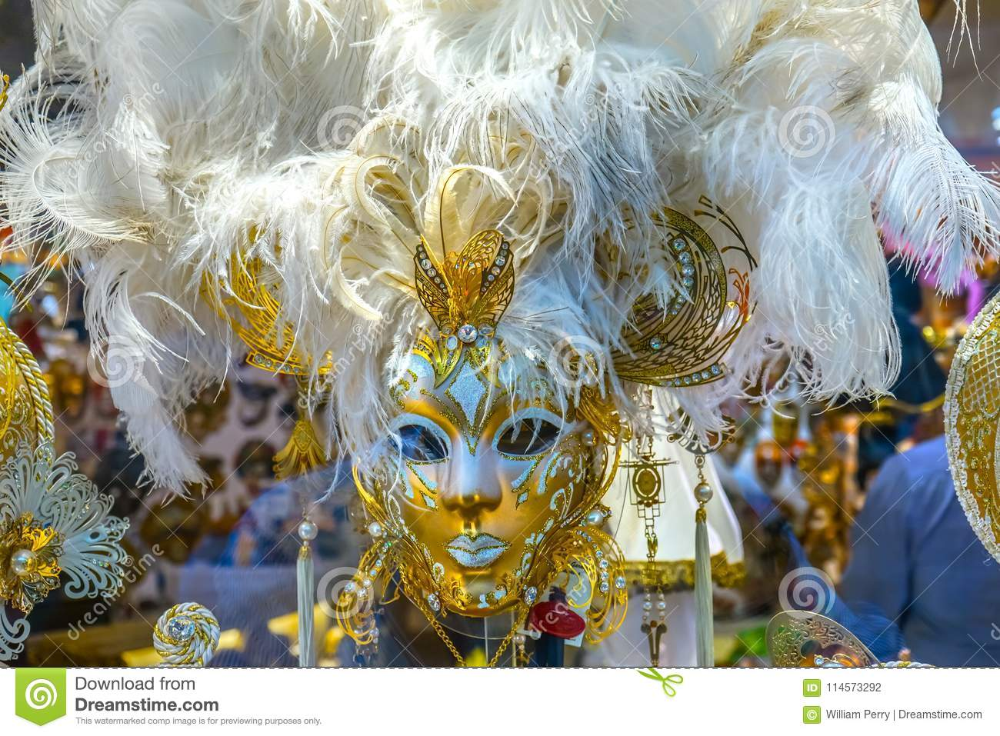 Download from
Dreamstime.com
This watermarked comp image is for previewing purposes only.
ID 114573292
© William Perry | Dreamstime.com
dreamstime